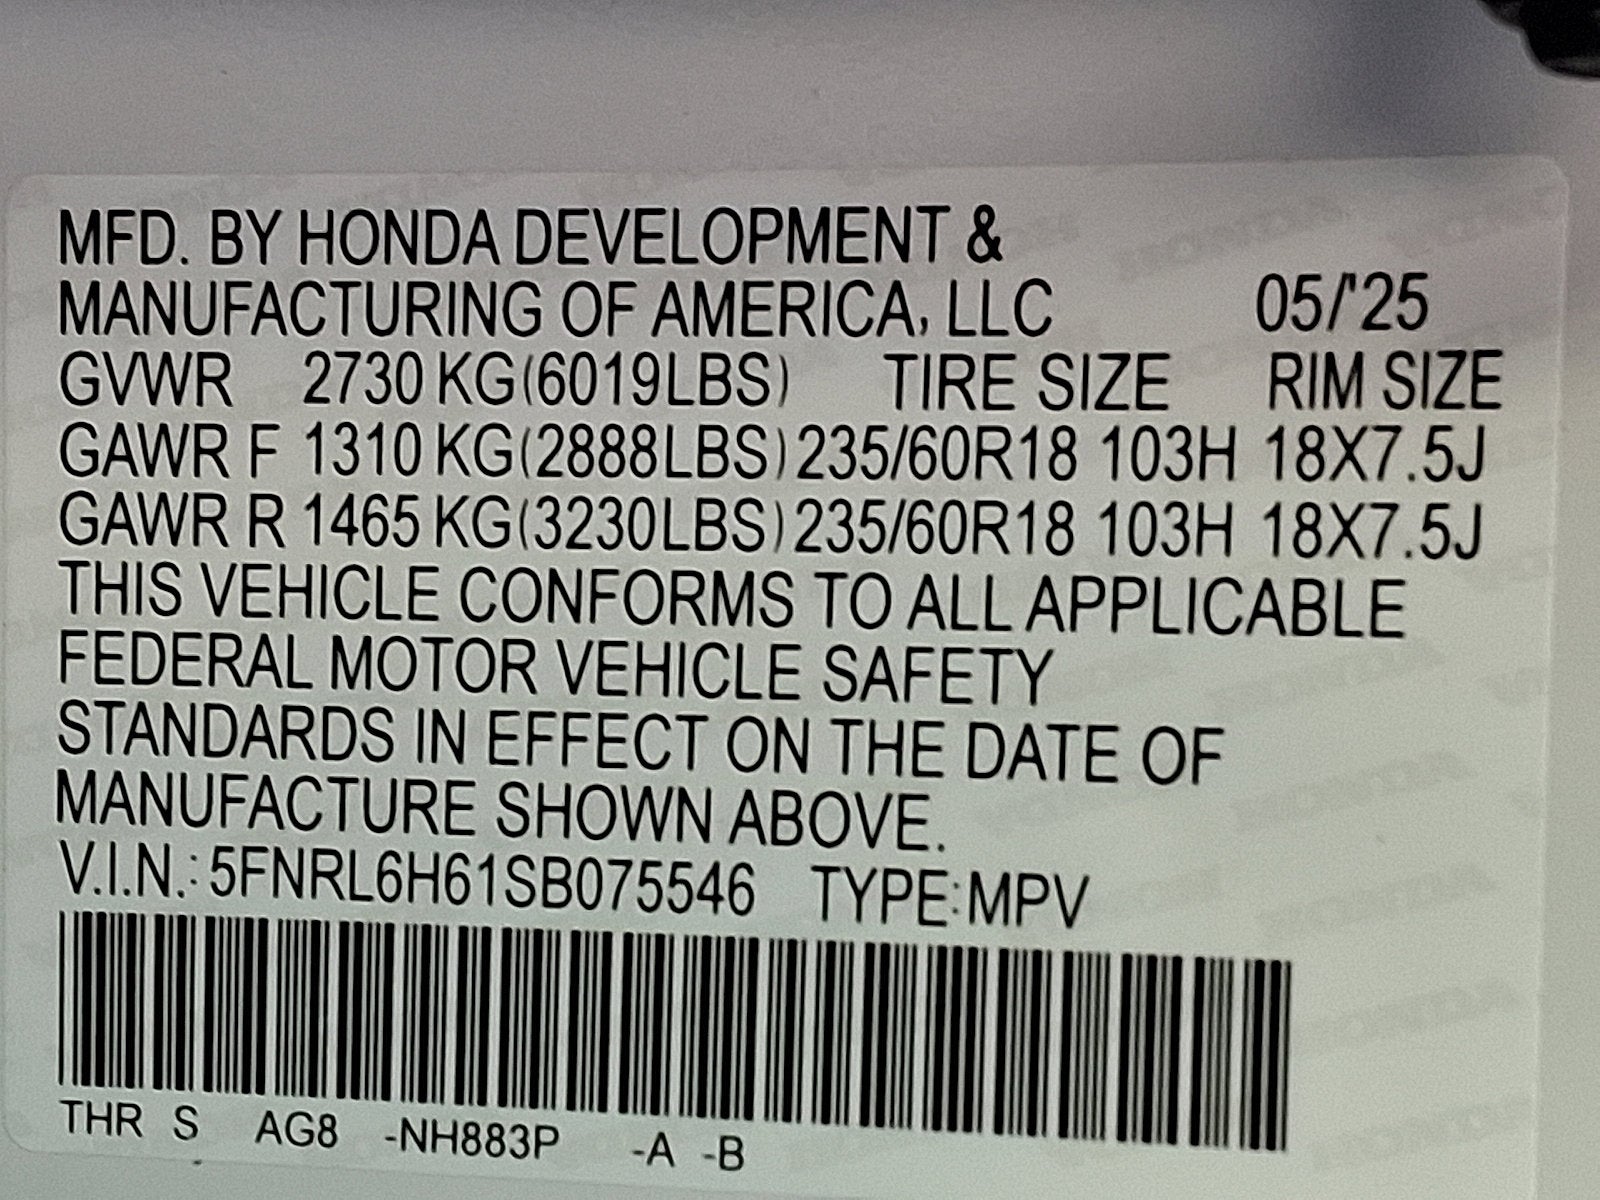 MFD. BY HONDA DEVELOPMENT &
MANUFACTURING OF AMERICA, LLC 05/'25
GVWR 2730 KG(6019LBS) TIRE SIZE RIM SIZE
GAWR F 1310 KG(2888LBS) 235/60R18 103H 18X7.5J
GAWR R 1465 KG(3230LBS) 235/60R18 103H 18X7.5J
THIS VEHICLE CONFORMS TO ALL APPLICABLE
FEDERAL MOTOR VEHICLE SAFETY
STANDARDS IN EFFECT ON THE DATE OF
MANUFACTURE SHOWN ABOVE.
V.I.N.: 5FNRL6H61SB075546 TYPE:MPV
THR S AG8 -NH883P -A -B